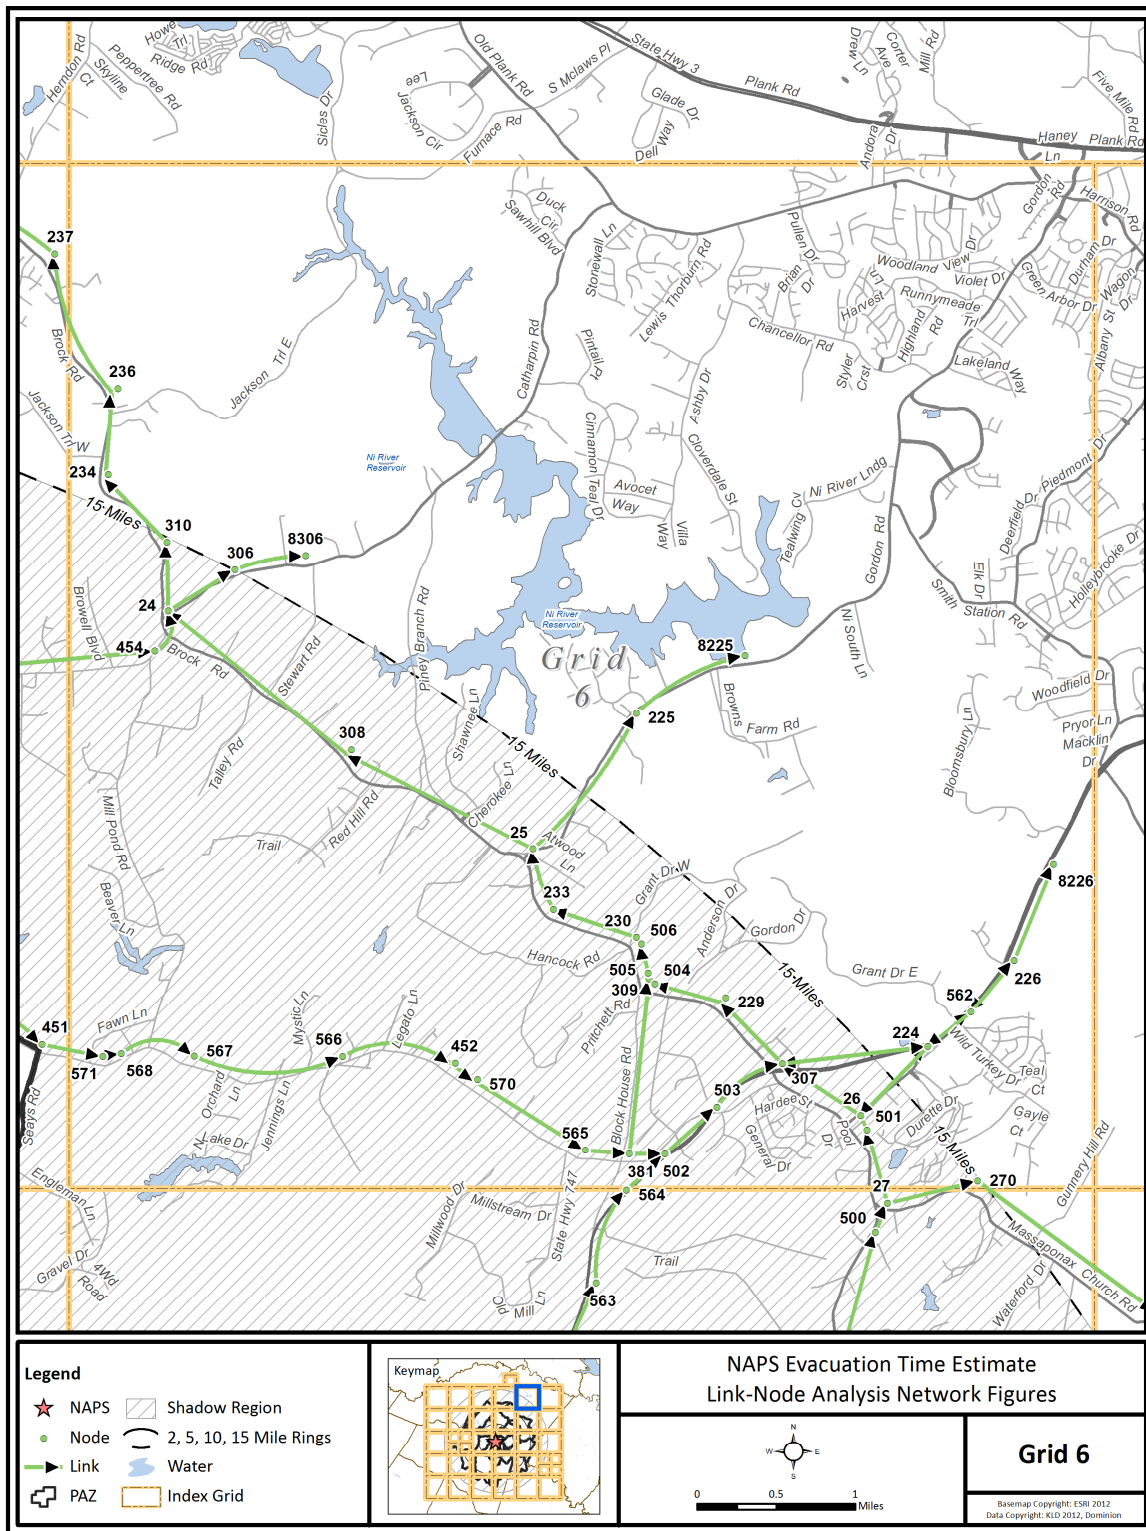 Howe
Trl
Ridge Rd
Herndon Rd
Ct
Skyline
Peppertree Rd
Sicles Dr
Lee
Jackson Cir
Old Plank Rd
Furnace Rd
S Mclaws Pl
State Hwy 3
Plank Rd
Glade Dr
Dell Way
Drew Ln
Corter Ave
Mill Rd
Five Mile Rd
Andora Dr
Haney
Ln
Plank Rd
Gordon Rd
Harrison Rd
237
Duck Cir
Sawhill Blvd
Stonewall Ln
Lewis Thorburn Rd
Pullen Dr
Brian Dr
Woodland View Dr
Violet Dr
Harvest Ln
Runnymeade
Trl
Highland Rd
Green Arbor Dr
Durham Dr
Wagon Dr
Albany St
Brock Rd
236
Jackson Trl E
Jackson Trl W
Catharpin Rd
Pintail Pt
Chancellor Rd
Styler Crst
Lakeland Way
Ashby Dr
Cinnamon Teal Dr
Cloverdale St
234
Ni River
Reservoir
Avocet
Way
Villa Way
Tealwing Cv
Ni River Lndg
Piedmont Dr
Deerfield Dr
15 Miles
310
306
8306
Gordon Rd
Elk Dr
Holleybrooke Dr
Smith Station Rd
24
454
Browell Blvd
Brock Rd
Stewart Rd
Piney Branch Rd
Ni River
Reservoir
Grid
6
8225
Ni South Ln
Woodfield Dr
Pryor Ln
Macklin
Dr
308
Shawnee Ln
225
Browns
Farm Rd
Bloomsbury Ln
Talley Rd
15 Miles
Cherokee Ln
Mill Pond Rd
Trail
Red Hill Rd
25
Atwood
Ln
8226
Beaver Ln
233
Grant Dr W
230
506
Anderson Dr
Gordon Dr
Hancock Rd
505
504
309
15 Miles
Grant Dr E
226
Fawn Ln
451
571
568
567
Mystic Ln
566
Legato Ln
452
570
Pritchett Rd
229
562
224
Wild Turkey Dr
Teal
Ct
Seays Rd
Orchard Ln
Jennings Ln
Block House Rd
503
307
Hardee St
26
501
Durette Dr
Gayle
Ct
N Lake Dr
565
381
502
General Dr
Pool Dr
15 Miles
Gunnery Hill Rd
Engleman Ln
Millwood Dr
Millstream Dr
State Hwy 747
564
27
270
500
Gravel Dr
4Wd
Road
Trail
Old
Mill Ln
563
Waterford Dr
Massaponax Church Rd
Legend
NAPS
Shadow Region
Node
2, 5, 10, 15 Mile Rings
Link
Water
PAZ
Index Grid
Keymap
NAPS Evacuation Time Estimate
Link-Node Analysis Network Figures
N
W
E
S
0
0.5
1
Miles
Grid 6
Basemap Copyright: ESRI 2012
Data Copyright: KLD 2012, Dominion